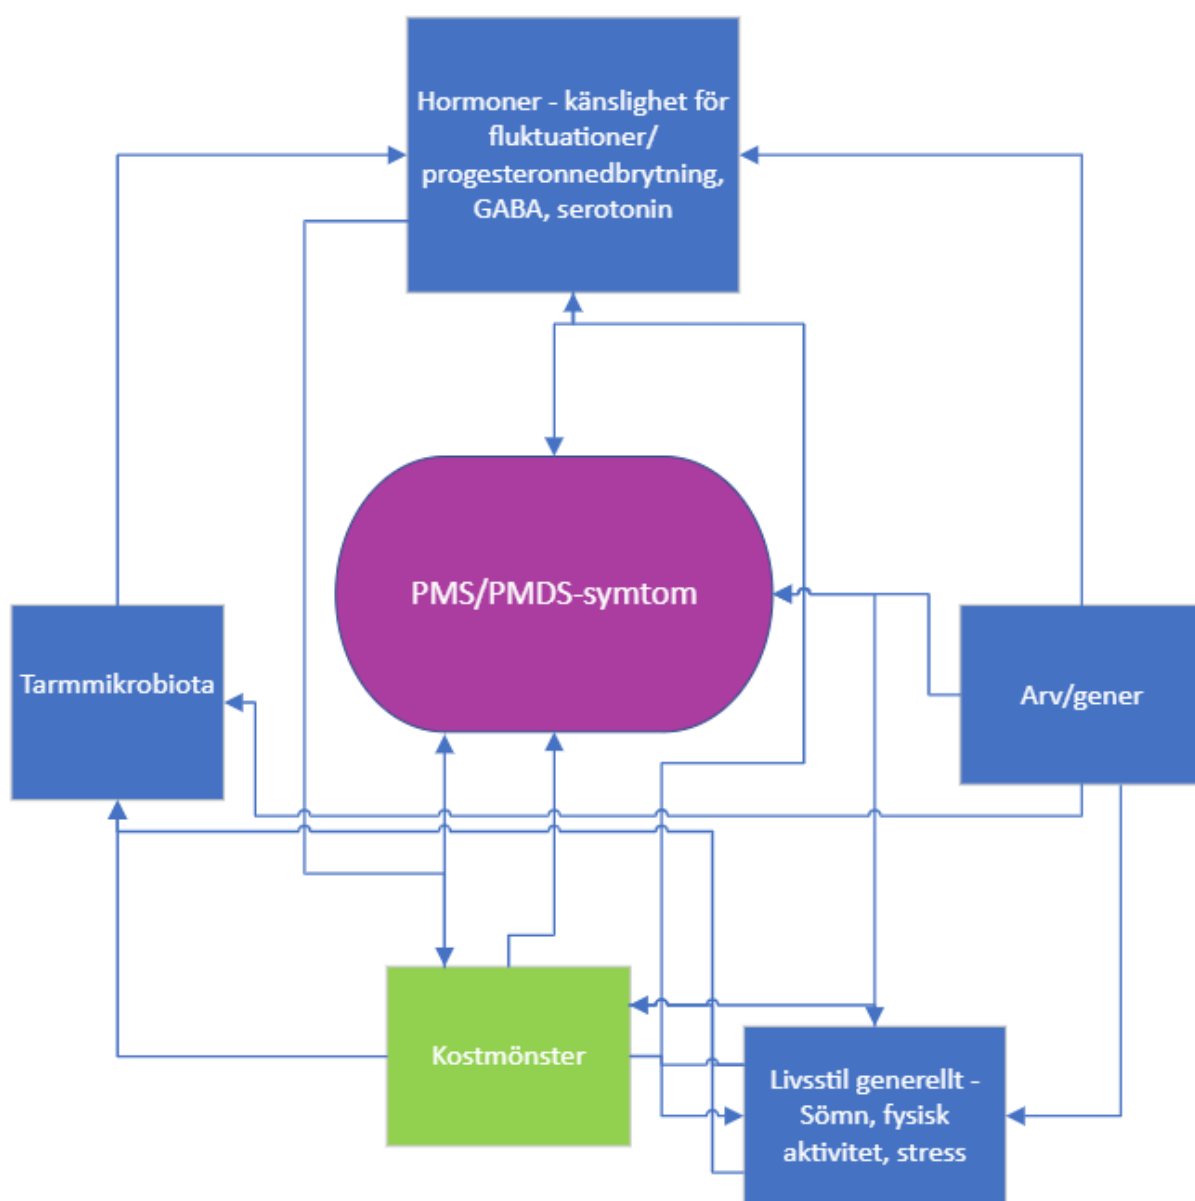 Hormoner - känslighet för
fluktuationer/
progesteronnedbrytning,
GABA, serotonin
PMS/PMDS-symtom
Tarmmikrobiota
Arv/gener
Kostmönster
Livsstil generellt -
Sömn, fysisk
aktivitet, stress